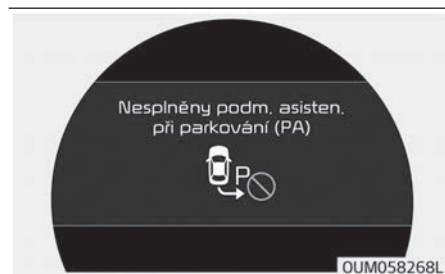 Nesplněny podm. asisten.
při parkování (PA)
P
OUM058268L